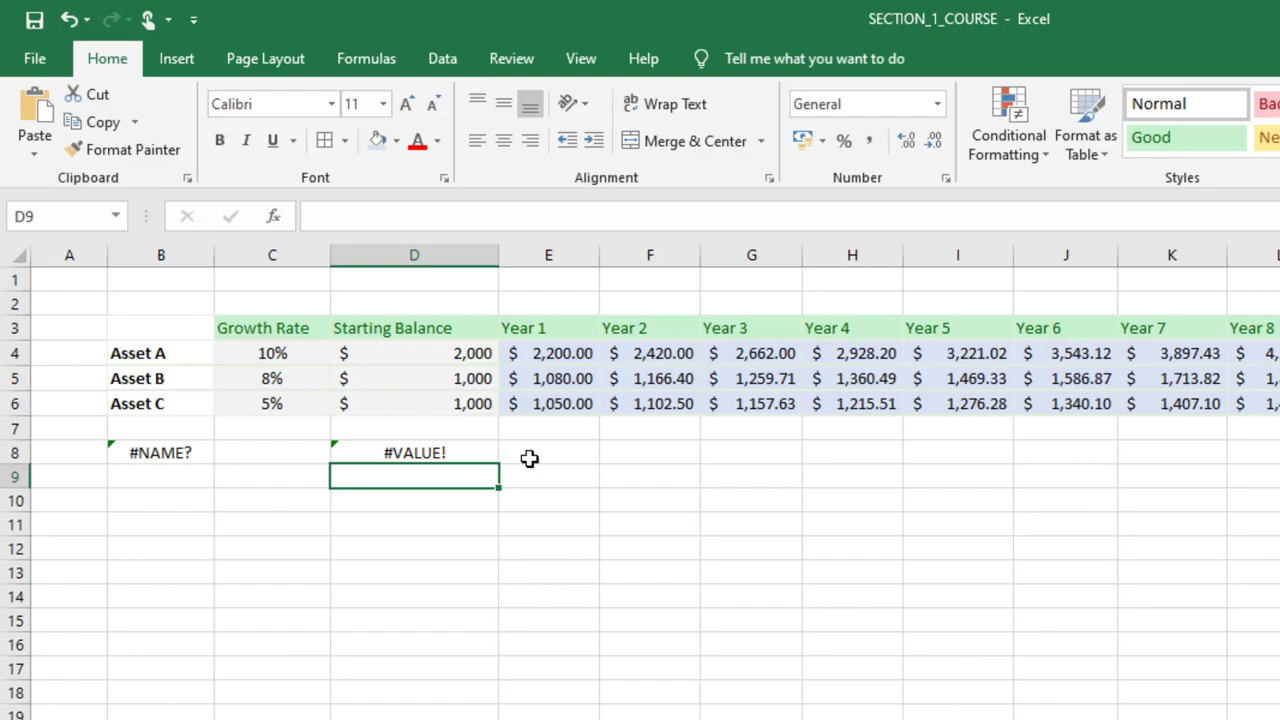 SECTION_1_COURSE - Excel
File Home Insert Page Layout Formulas Data Review View Help Tell me what you want to do
Paste Cut Copy Format Painter
Calibri 11 A A
B I U A
ab c Wrap Text
Merge & Center
General
% , .00
Conditional Formatting Format as Table
Normal Bad
Good Ne
Clipboard Font Alignment Number Styles
D9 fx
A B C D E F G H I J K L
1
2
3 Growth Rate Starting Balance Year 1 Year 2 Year 3 Year 4 Year 5 Year 6 Year 7 Year 8
4 Asset A 10% $ 2,000 $ 2,200.00 $ 2,420.00 $ 2,662.00 $ 2,928.20 $ 3,221.02 $ 3,543.12 $ 3,897.43 $ 4,
5 Asset B 8% $ 1,000 $ 1,080.00 $ 1,166.40 $ 1,259.71 $ 1,360.49 $ 1,469.33 $ 1,586.87 $ 1,713.82 $ 1,
6 Asset C 5% $ 1,000 $ 1,050.00 $ 1,102.50 $ 1,157.63 $ 1,215.51 $ 1,276.28 $ 1,340.10 $ 1,407.10 $ 1,
7
8 #NAME? #VALUE!
9
10
11
12
13
14
15
16
17
18
19